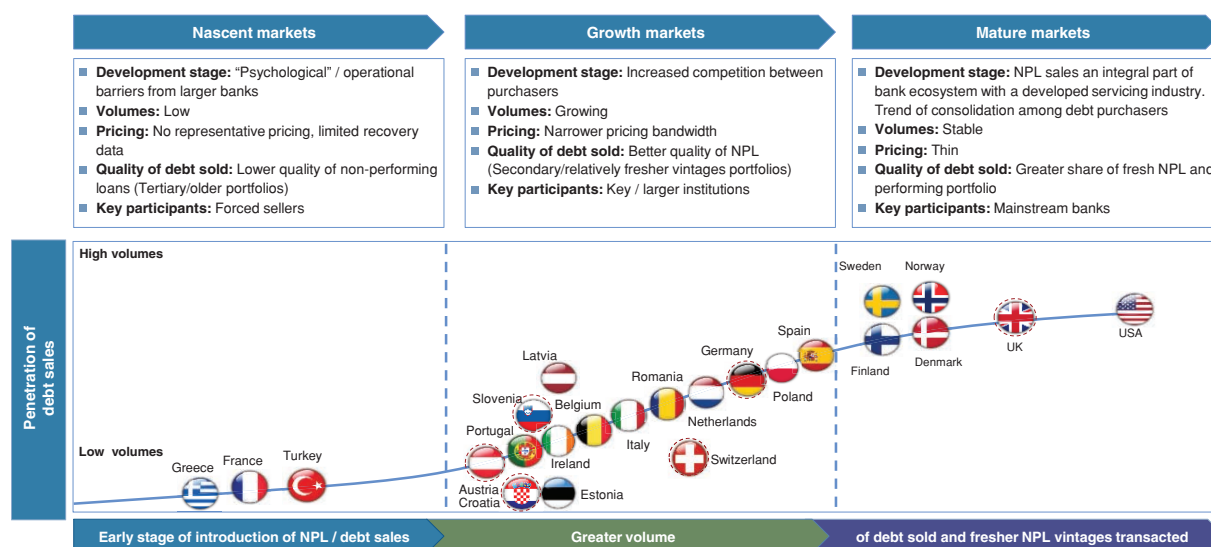 Nascent markets
Growth markets
Mature markets
Development stage: “Psychological” / operational
barriers from larger banks
Volumes: Low
Pricing: No representative pricing, limited recovery
data
Quality of debt sold: Lower quality of non-performing
loans (Tertiary/older portfolios)
Key participants: Forced sellers
Development stage: Increased competition between
purchasers
Volumes: Growing
Pricing: Narrower pricing bandwidth
Quality of debt sold: Better quality of NPL
(Secondary/relatively fresher vintages portfolios)
Key participants: Key / larger institutions
Development stage: NPL sales an integral part of
bank ecosystem with a developed servicing industry.
Trend of consolidation among debt purchasers
Volumes: Stable
Pricing: Thin
Quality of debt sold: Greater share of fresh NPL and
performing portfolio
Key participants: Mainstream banks
Penetration of
debt sales
High volumes
Low volumes
Greece
France
Turkey
Portugal
Slovenia
Latvia
Belgium
Austria
Croatia
Ireland
Estonia
Italy
Romania
Netherlands
Switzerland
Germany
Poland
Spain
Sweden
Norway
Finland
Denmark
UK
USA
Early stage of introduction of NPL / debt sales
Greater volume
of debt sold and fresher NPL vintages transacted